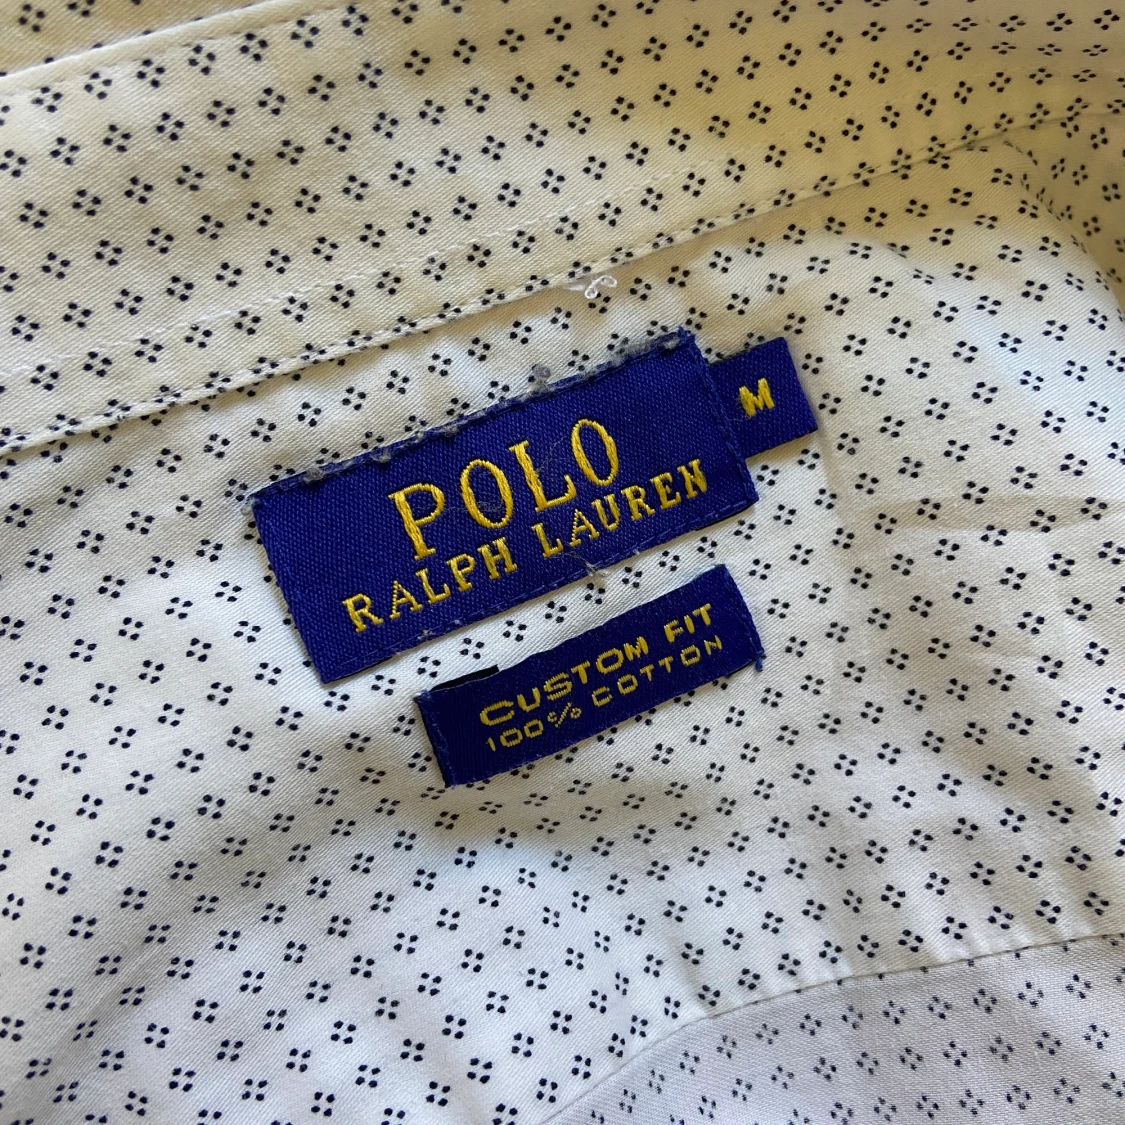 POLO
RALPH LAUREN
M
CUSTOM FIT
100% COTTON